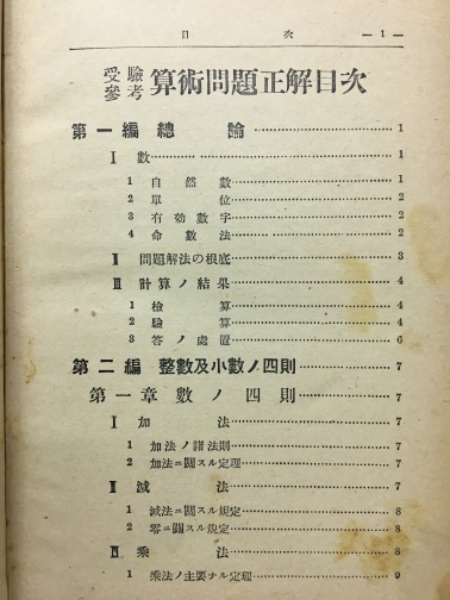 目次 — 1 —
受驗參考 算術問題正解目次
第一編 總論 1
I 數 1
1 自然數 1
2 單位 2
3 有効數字 2
4 命數法 2
II 問題解法の根底 3
III 計算ノ結果 4
1 檢算 4
2 驗算 4
3 答ノ處置 6
第二編 整數及小數ノ四則 7
第一章 數ノ四則 7
I 加法 7
1 加法ノ諸法則 7
2 加法ニ關スル定理 7
II 減法 7
1 減法ニ關スル規定 8
2 零ニ關スル規定 8
III 乘法 8
1 乘法ノ主要ナル定理 9